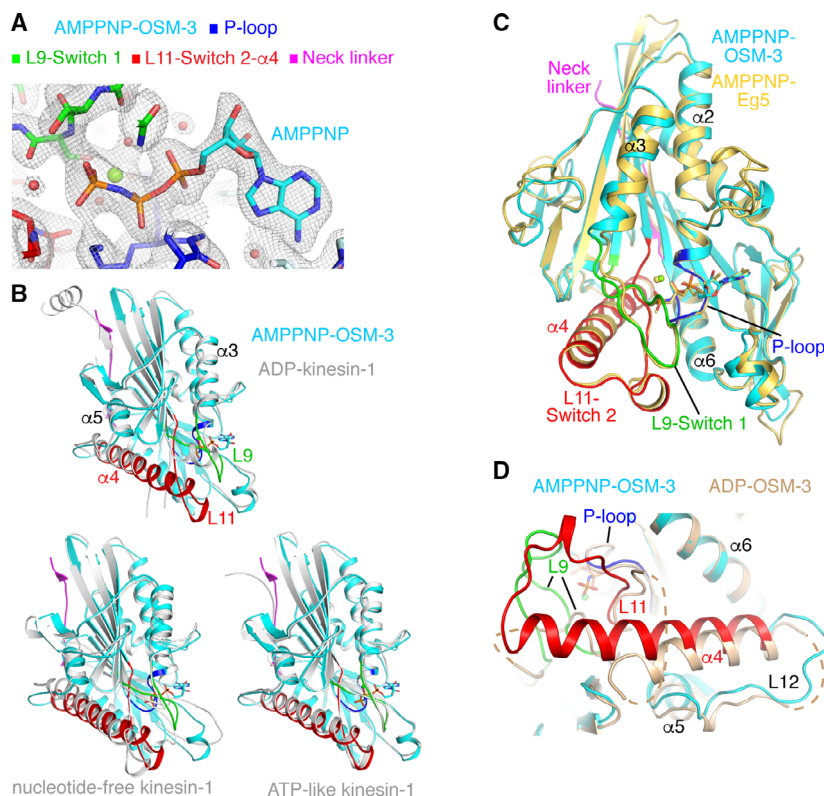 A
AMPPNP-OSM-3 P-loop
L9-Switch 1 L11-Switch 2-α4 Neck linker
AMPPNP
B
AMPPNP-OSM-3
ADP-kinesin-1
α3
α5
L9
α4
L11
nucleotide-free kinesin-1
ATP-like kinesin-1
C
AMPPNP-
OSM-3
AMPPNP-
Eg5
Neck
linker
α2
α3
α4
P-loop
α6
L11-
Switch 2
L9-Switch 1
D
AMPPNP-OSM-3 ADP-OSM-3
P-loop
α6
L9
L11
α4
L12
α5